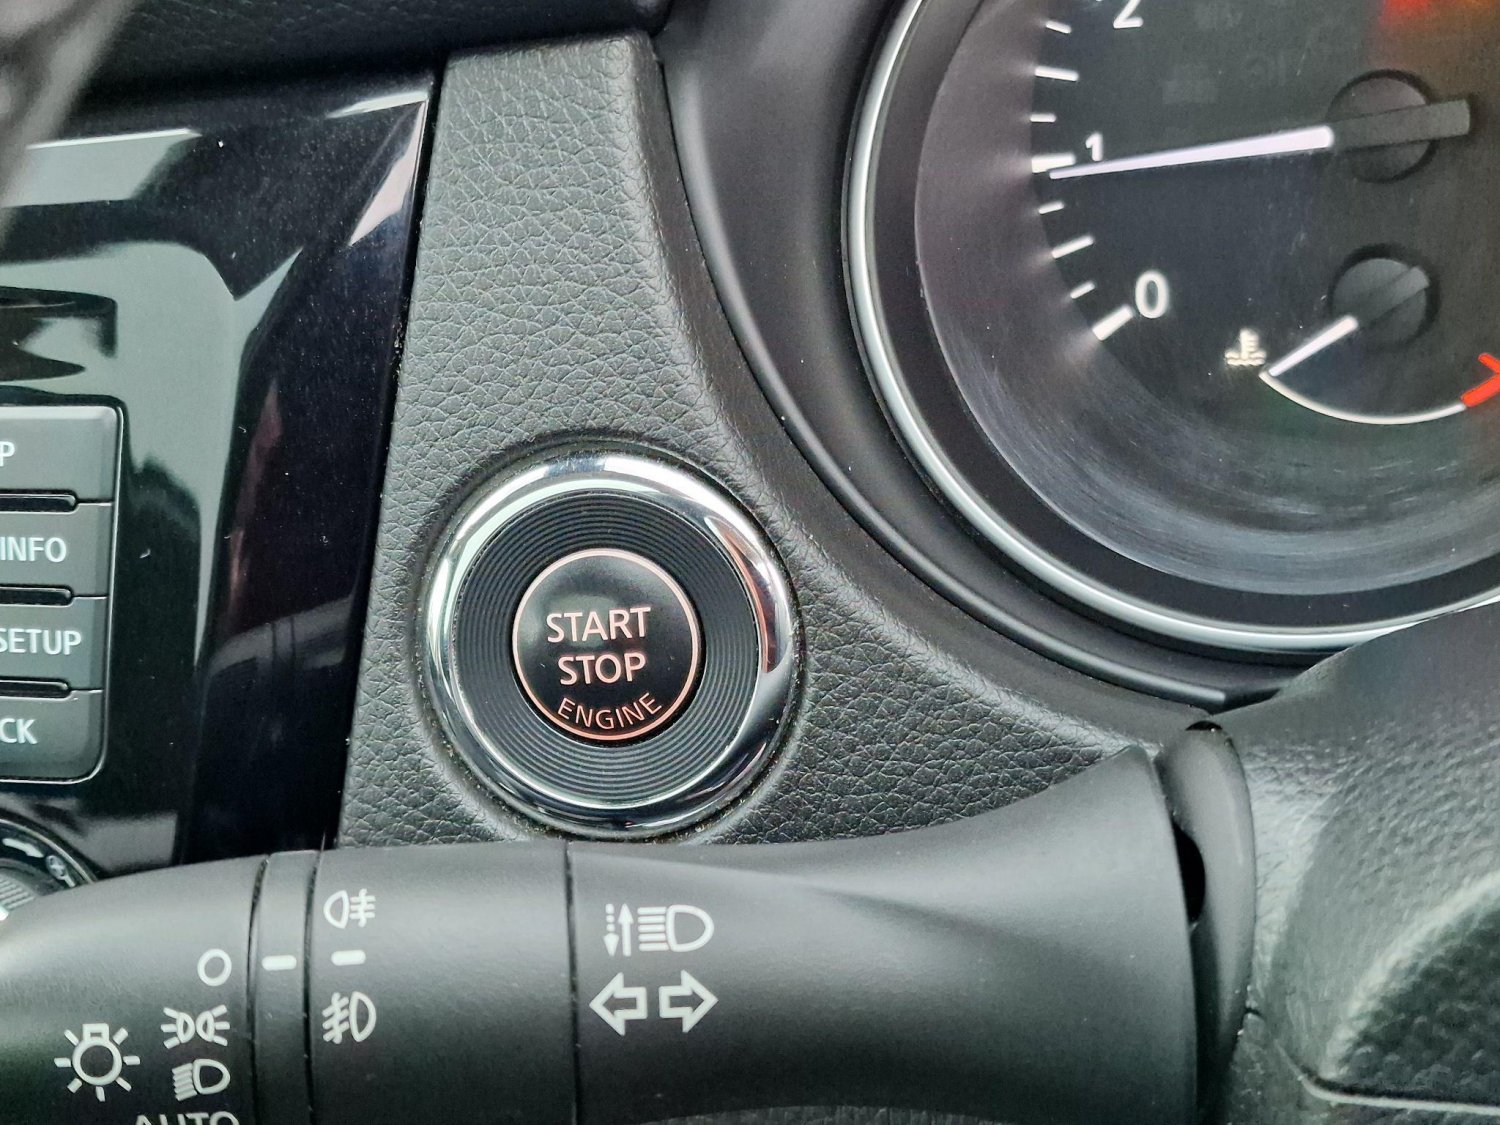 2
1
0
P
INFO
SETUP
CK
START
STOP
ENGINE
AUTO